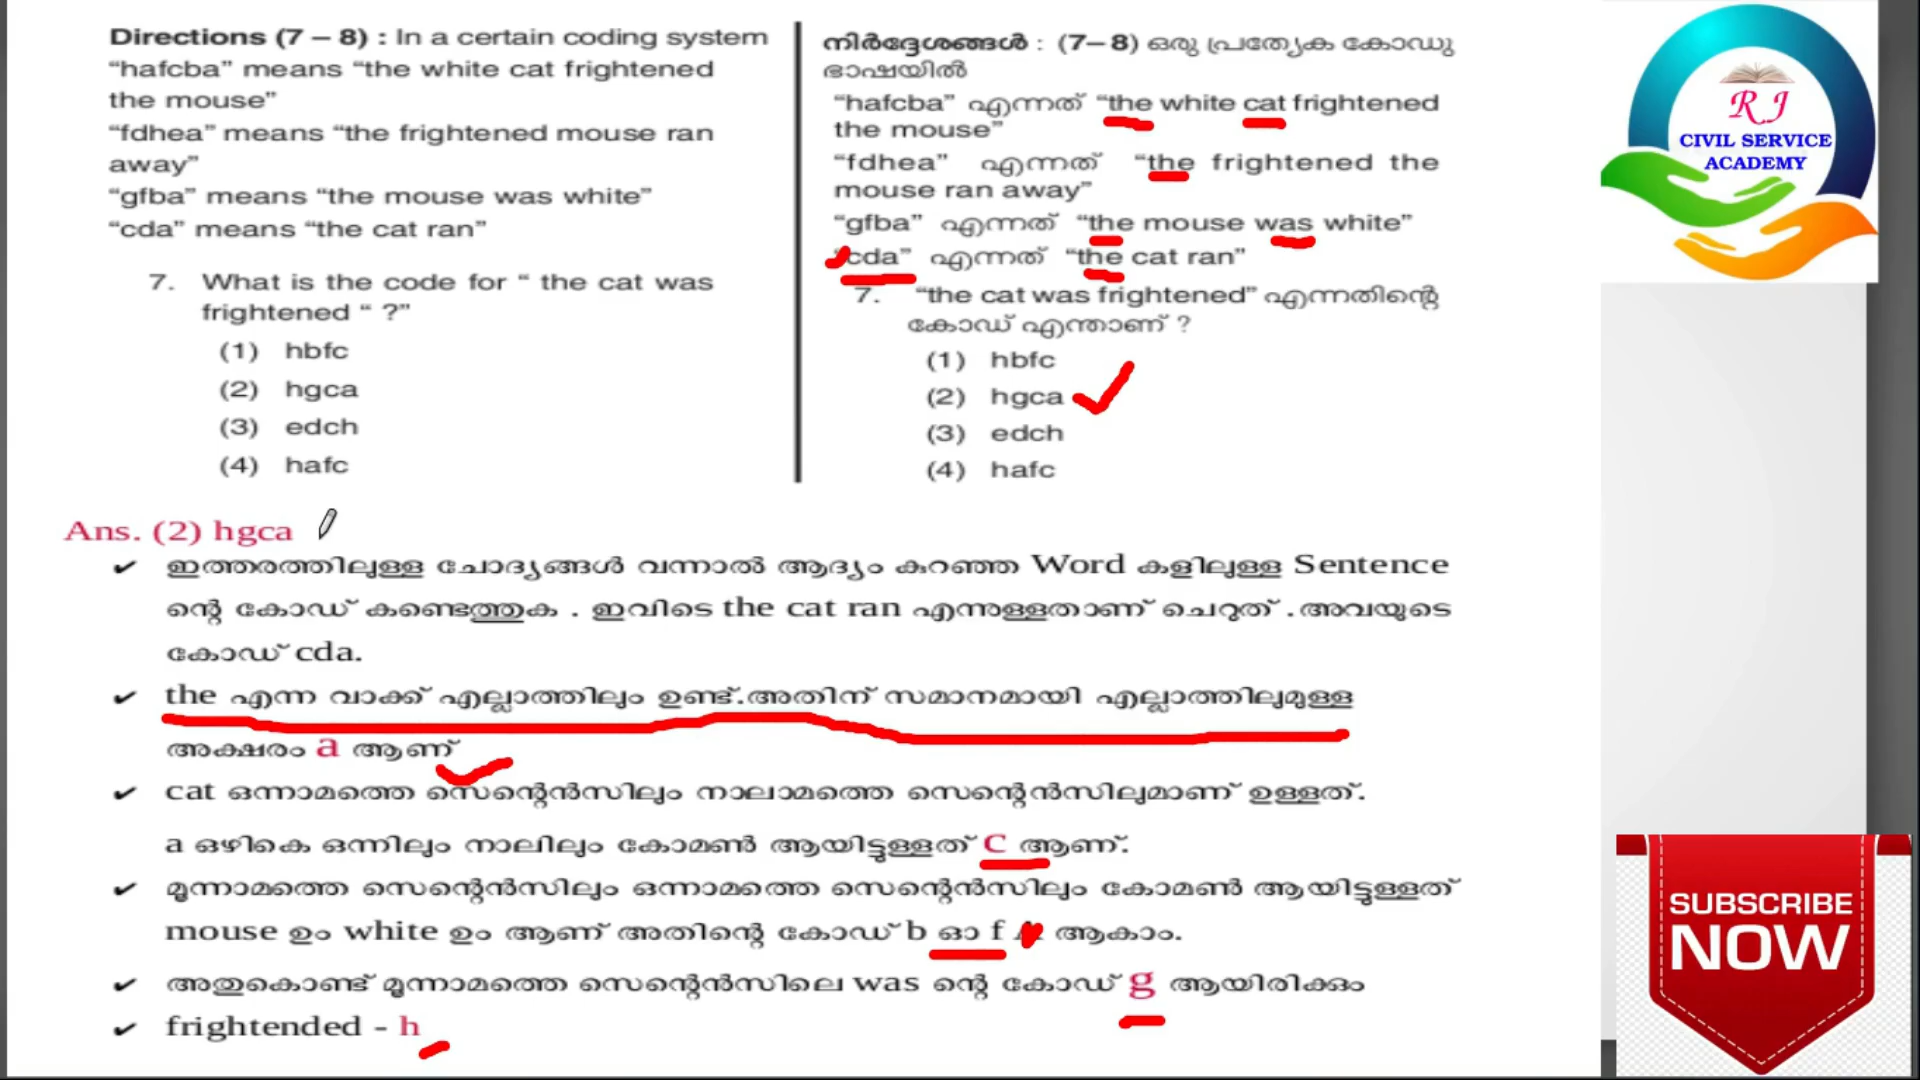 Directions (7 – 8) : In a certain coding system
“hafcba” means “the white cat frightened
the mouse”
“fdhea” means “the frightened mouse ran
away”
“gfba” means “the mouse was white”
“cda” means “the cat ran”
7. What is the code for “ the cat was
frightened “ ?”
(1) hbfc
(2) hgca
(3) edch
(4) hafc
നിർദ്ദേശങ്ങൾ : (7– 8) ഒരു പ്രത്യേക കോഡു
ഭാഷയിൽ
“hafcba” എന്നത് “the white cat frightened
the mouse”
“fdhea” എന്നത് “the frightened the
mouse ran away”
“gfba” എന്നത് “the mouse was white”
“cda” എന്നത് “the cat ran”
7. “the cat was frightened” എന്നതിന്റെ
കോഡ് എന്താണ് ?
(1) hbfc
(2) hgca
(3) edch
(4) hafc
Ans. (2) hgca
✔ ഇത്തരത്തിലുള്ള ചോദ്യങ്ങൾ വന്നാൽ ആദ്യം കുറഞ്ഞ Word കളിലുള്ള Sentence
ന്റെ കോഡ് കണ്ടെത്തുക . ഇവിടെ the cat ran എന്നുള്ളതാണ് ചെറുത് .അവയുടെ
കോഡ് cda.
✔ the എന്ന വാക്ക് എല്ലാത്തിലും ഉണ്ട്.അതിന് സമാനമായി എല്ലാത്തിലുമുള്ള
അക്ഷരം a ആണ്
✔ cat ഒന്നാമത്തെ സെന്റെൻസിലും നാലാമത്തെ സെന്റെൻസിലുമാണ് ഉള്ളത്.
a ഒഴികെ ഒന്നിലും നാലിലും കോമൺ ആയിട്ടുള്ളത് c ആണ്.
✔ മൂന്നാമത്തെ സെന്റെൻസിലും ഒന്നാമത്തെ സെന്റെൻസിലും കോമൺ ആയിട്ടുള്ളത്
mouse ഉം white ഉം ആണ് അതിന്റെ കോഡ് b ഓ f ആകാം.
✔ അതുകൊണ്ട് മൂന്നാമത്തെ സെന്റെൻസിലെ was ന്റെ കോഡ് g ആയിരിക്കും
✔ frightended - h
RJ
CIVIL SERVICE
ACADEMY
SUBSCRIBE
NOW